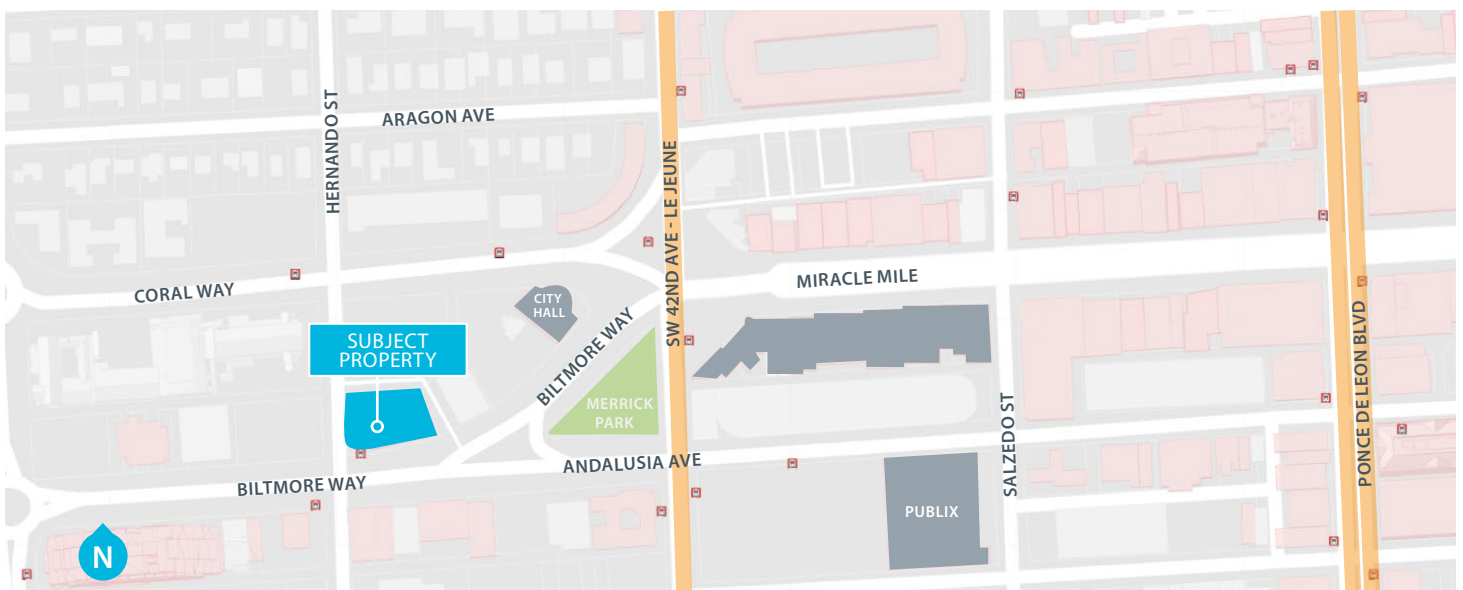 ARAGON AVE
HERNANDO ST
SW 42ND AVE - LE JEUNE
CORAL WAY
MIRACLE MILE
CITY
HALL
BILTMORE WAY
SUBJECT
PROPERTY
MERRICK
PARK
PONCE DE LEON BLVD
SALZEDO ST
ANDALUSIA AVE
BILTMORE WAY
PUBLIX
N